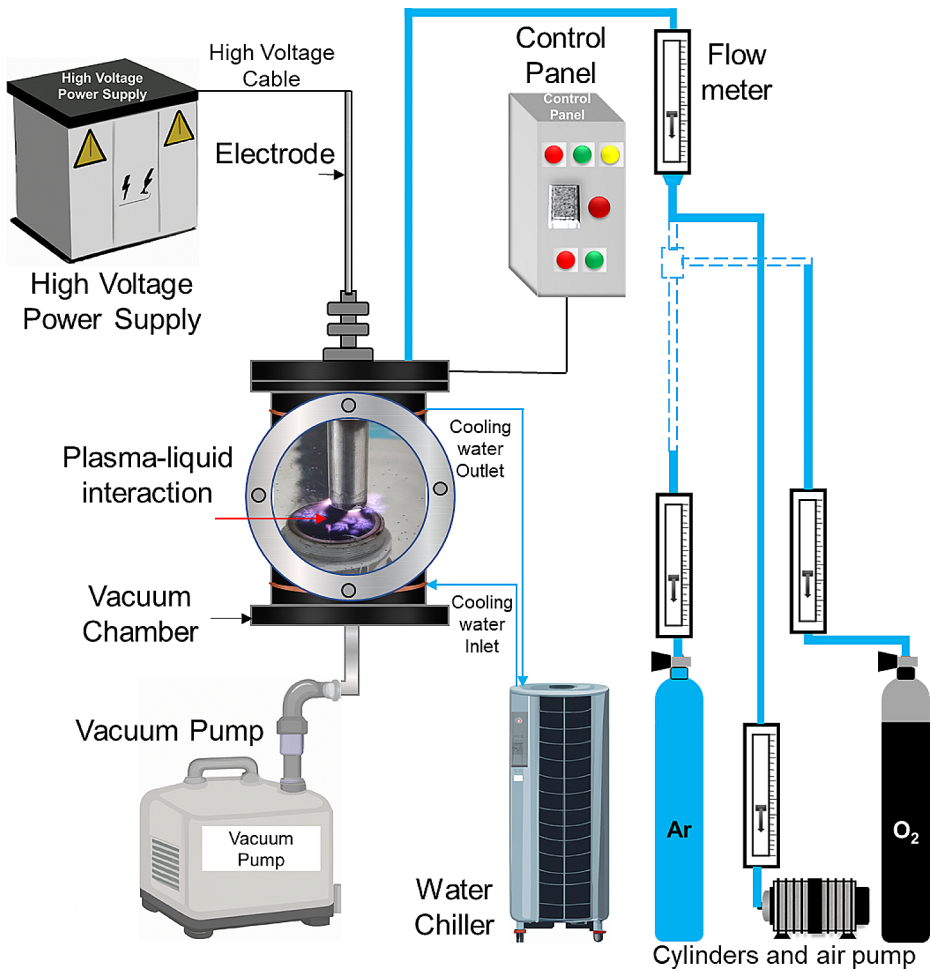 High Voltage
Power Supply
High Voltage
Cable
Electrode
High Voltage
Power Supply
Control
Panel
Control
Panel
Flow
meter
Plasma-liquid
interaction
Cooling
water
Outlet
Vacuum
Chamber
Cooling
water
Inlet
Vacuum Pump
Vacuum
Pump
Water
Chiller
Ar
O₂
Cylinders and air pump